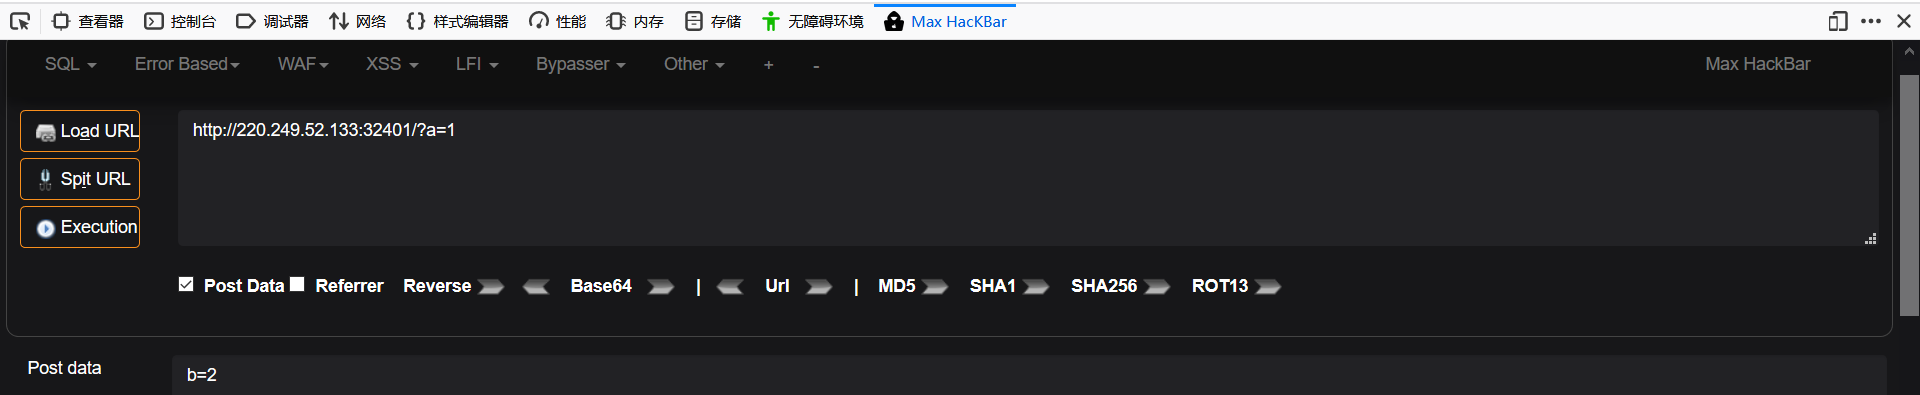 查看器 控制台 调试器 网络 样式编辑器 性能 内存 存储 无障碍环境 Max HacKBar
SQL Error Based WAF XSS LFI Bypasser Other + - Max HackBar
Load URL http://220.249.52.133:32401/?a=1
Spit URL
Execution
Post Data Referrer Reverse Base64 | Url | MD5 SHA1 SHA256 ROT13
Post data b=2